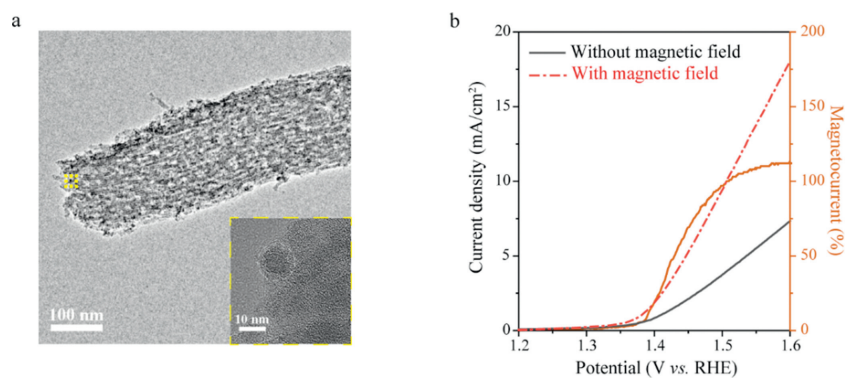 a
100 nm
10 nm
b
Without magnetic field
With magnetic field
Current density (mA/cm²)
20
15
10
5
0
200
150
100
50
0
Magnetocurrent (%)
1.2 1.3 1.4 1.5 1.6
Potential (V vs. RHE)